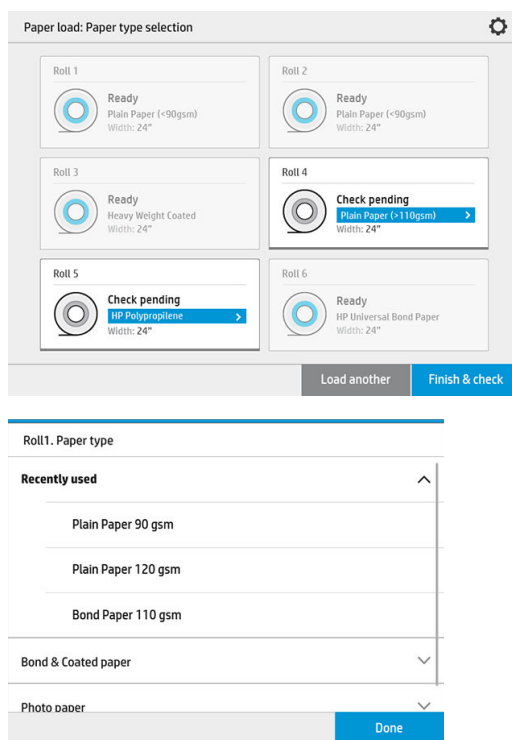 Paper load: Paper type selection
Roll 1
Ready
Plain Paper (<90gsm)
Width: 24"
Roll 2
Ready
Plain Paper (<90gsm)
Width: 24"
Roll 3
Ready
Heavy Weight Coated
Width: 24"
Roll 4
Check pending
Plain Paper (>110gsm)
Width: 24"
Roll 5
Check pending
HP Polypropilene
Width: 24"
Roll 6
Ready
HP Universal Bond Paper
Width: 24"
Load another
Finish & check
Roll1. Paper type
Recently used
Plain Paper 90 gsm
Plain Paper 120 gsm
Bond Paper 110 gsm
Bond & Coated paper
Photo paper
Done